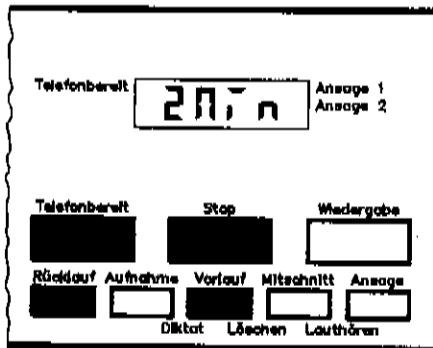 Telefonbereit 2Min Ansage 1
Ansage 2
Telefonbereit Stop Wiedergabe
Rücklauf Aufnahme Vorlauf Mitschnitt Ansage
Diktat Löschen Lauthören